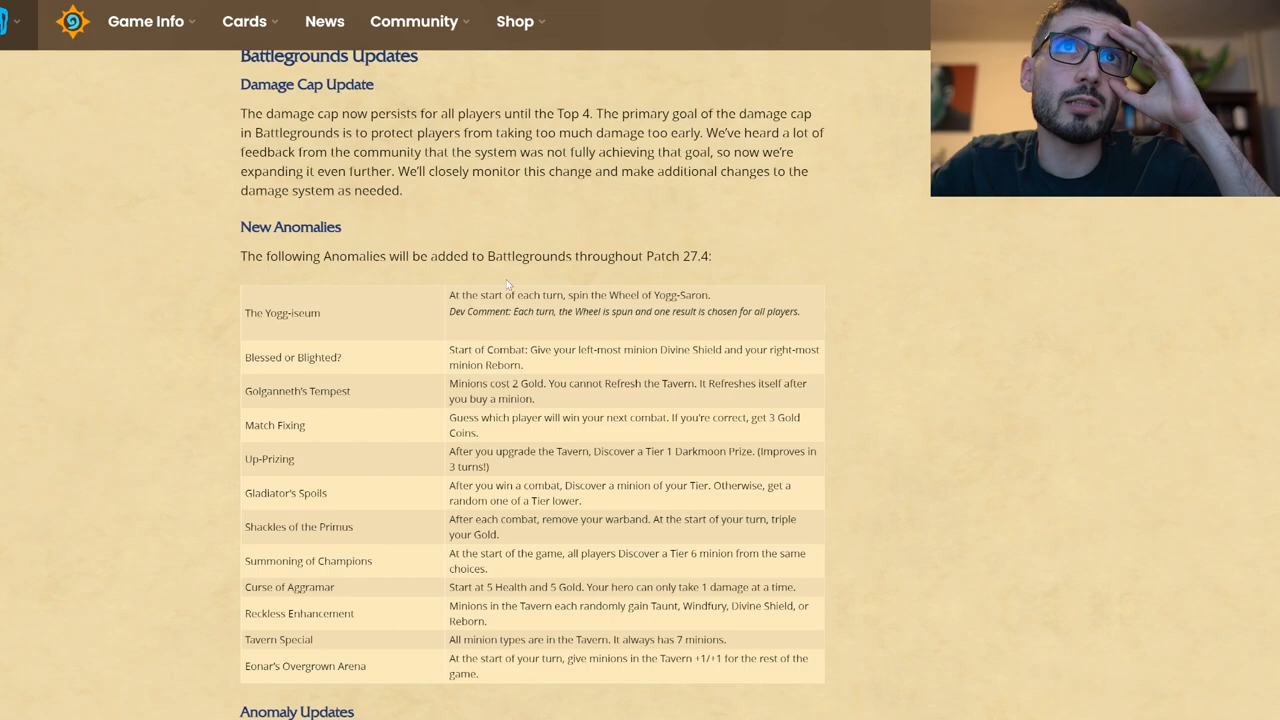 Game Info
Cards
News
Community
Shop
Battlegrounds Updates
Damage Cap Update
The damage cap now persists for all players until the Top 4. The primary goal of the damage cap
in Battlegrounds is to protect players from taking too much damage too early. We've heard a lot of
feedback from the community that the system was not fully achieving that goal, so now we're
expanding it even further. We'll closely monitor this change and make additional changes to the
damage system as needed.
New Anomalies
The following Anomalies will be added to Battlegrounds throughout Patch 27.4:
The Yogg-iseum
At the start of each turn, spin the Wheel of Yogg-Saron.
Dev Comment: Each turn, the Wheel is spun and one result is chosen for all players.
Blessed or Blighted?
Start of Combat: Give your left-most minion Divine Shield and your right-most
minion Reborn.
Golganneth's Tempest
Minions cost 2 Gold. You cannot Refresh the Tavern. It Refreshes itself after
you buy a minion.
Match Fixing
Guess which player will win your next combat. If you're correct, get 3 Gold
Coins.
Up-Prizing
After you upgrade the Tavern, Discover a Tier 1 Darkmoon Prize. (Improves in
3 turns!)
Gladiator's Spoils
After you win a combat, Discover a minion of your Tier. Otherwise, get a
random one of a Tier lower.
Shackles of the Primus
After each combat, remove your warband. At the start of your turn, triple
your Gold.
Summoning of Champions
At the start of the game, all players Discover a Tier 6 minion from the same
choices.
Curse of Aggramar
Start at 5 Health and 5 Gold. Your hero can only take 1 damage at a time.
Reckless Enhancement
Minions in the Tavern each randomly gain Taunt, Windfury, Divine Shield, or
Reborn.
Tavern Special
All minion types are in the Tavern. It always has 7 minions.
Eonar's Overgrown Arena
At the start of your turn, give minions in the Tavern +1/+1 for the rest of the
game.
Anomaly Updates